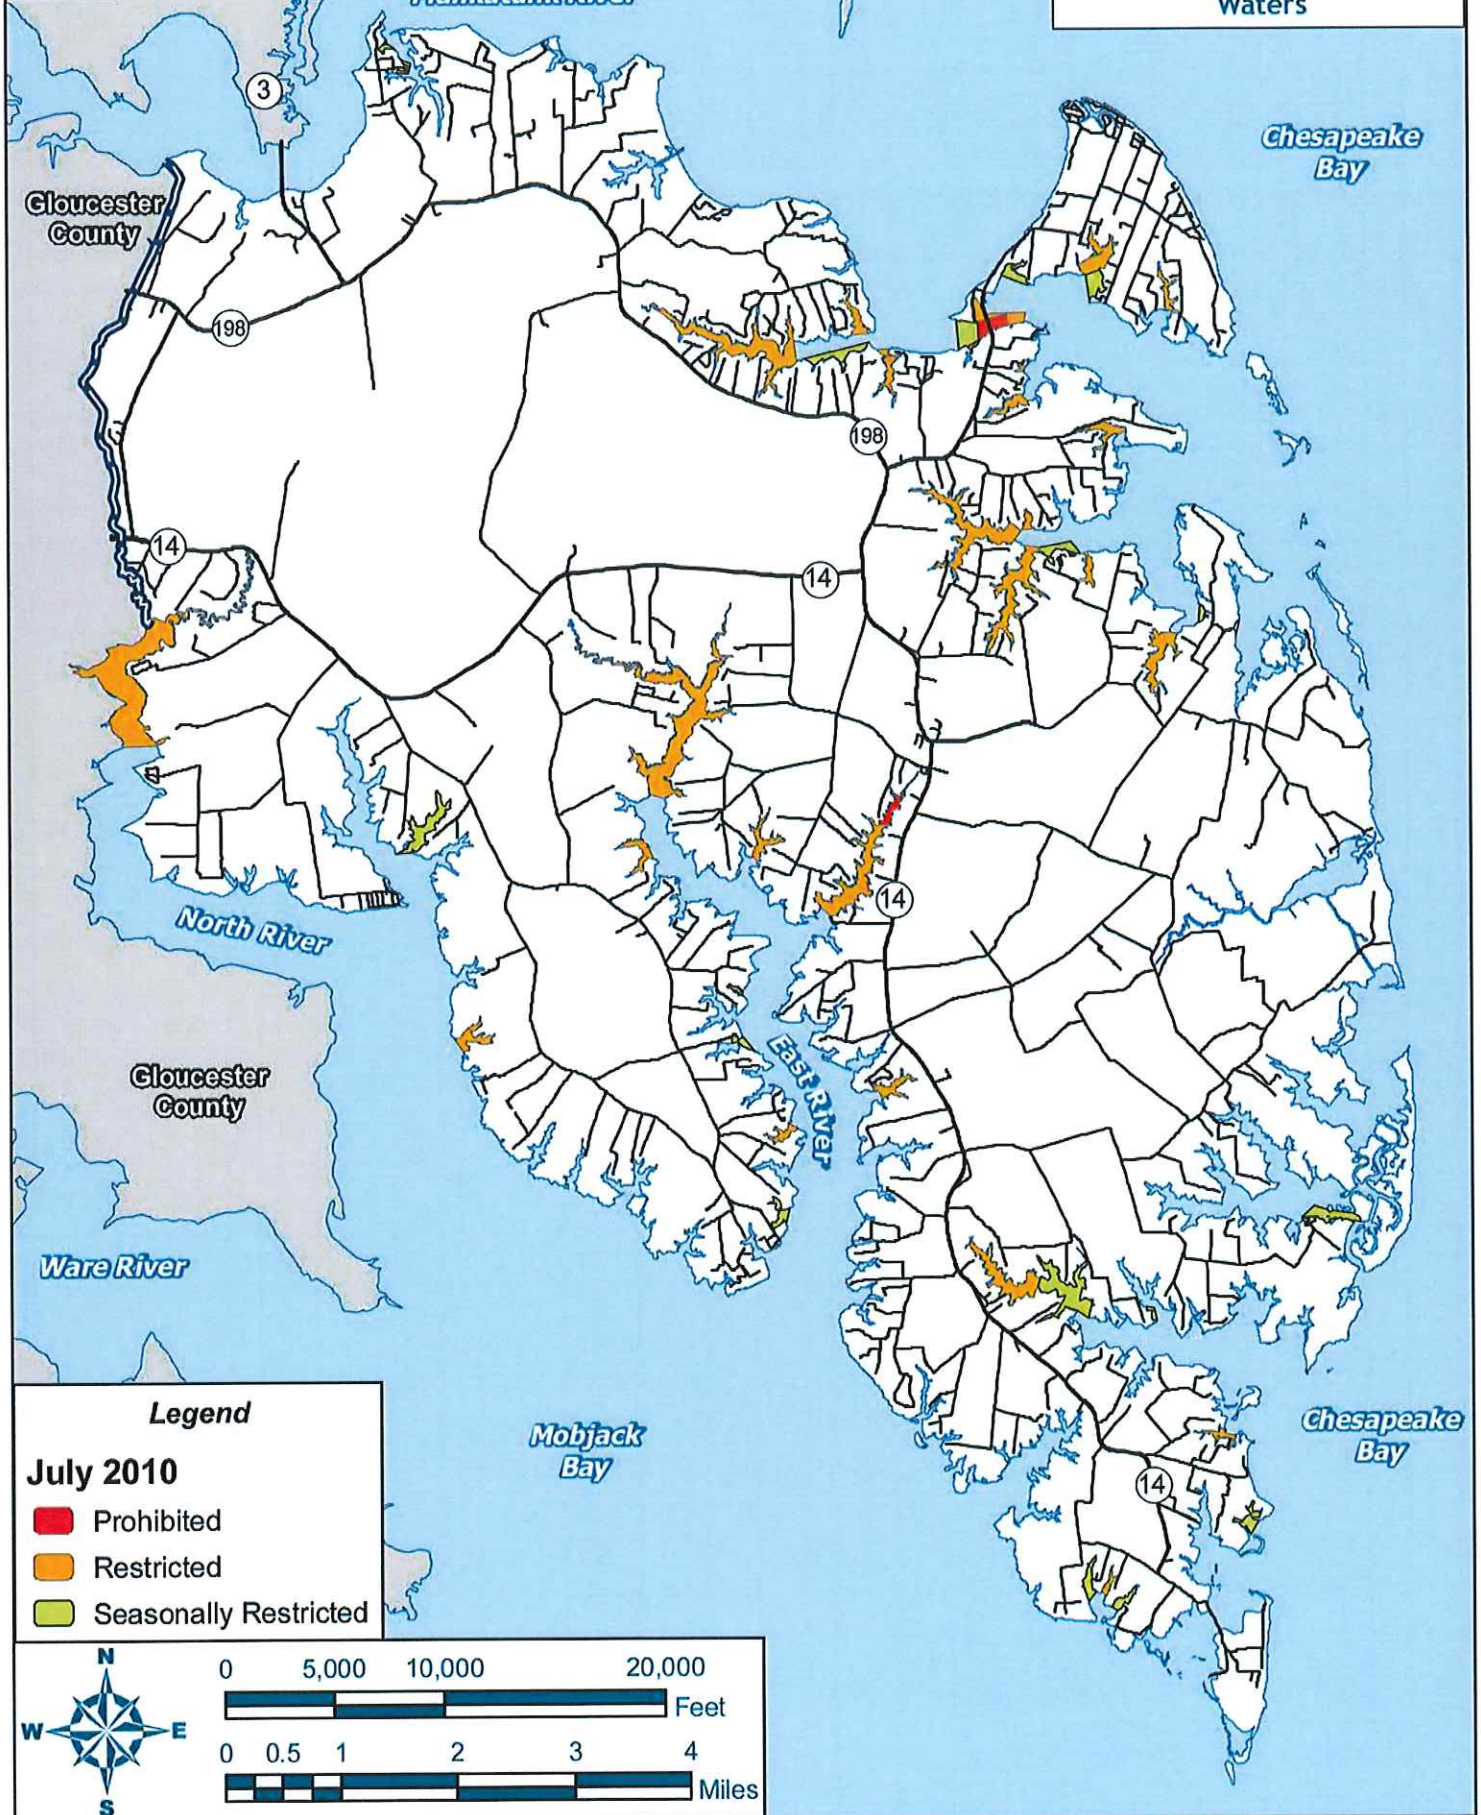 Waters
3
Chesapeake
Bay
Gloucester
County
198
198
14
14
14
North River
East River
Gloucester
County
Ware River
Legend
July 2010
Prohibited
Restricted
Seasonally Restricted
Mobjack
Bay
Chesapeake
Bay
14
N
W
E
S
0 5,000 10,000 20,000
Feet
0 0.5 1 2 3 4
Miles